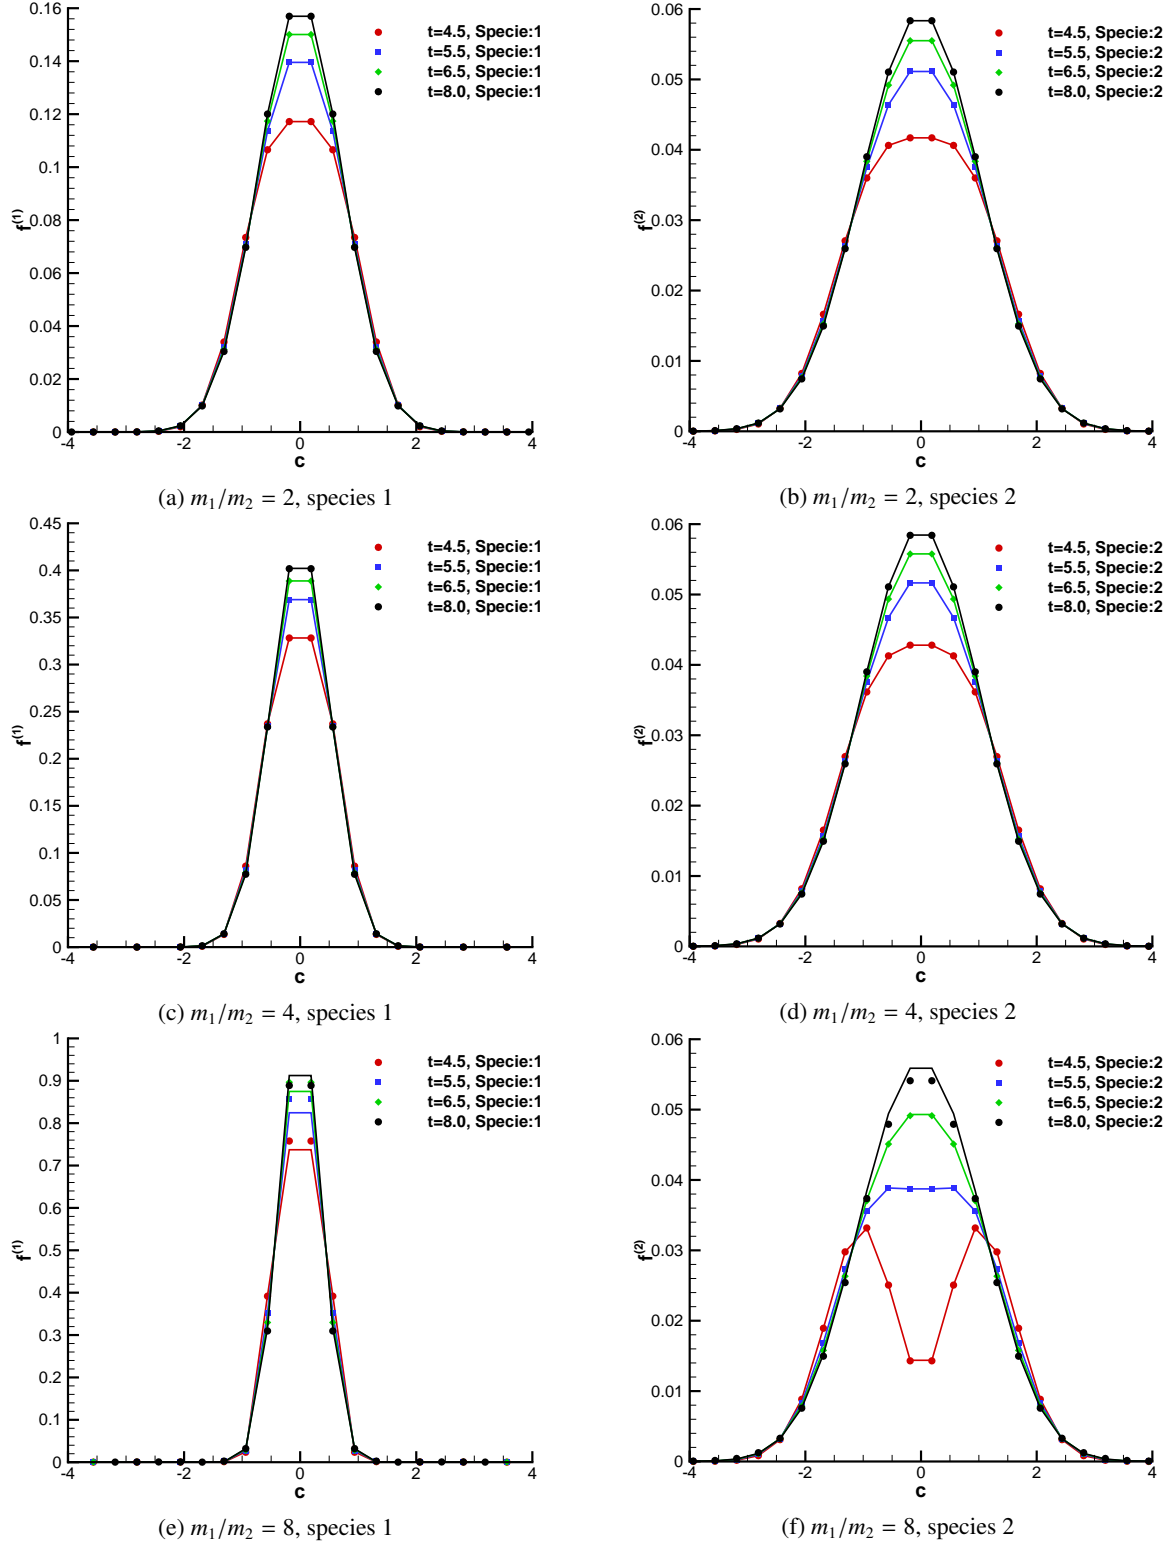 0.16
0.14
0.12
0.1
0.08
0.06
0.04
0.02
0
f(1)
-4
-2
0
2
4
c
t=4.5, Specie:1
t=5.5, Specie:1
t=6.5, Specie:1
t=8.0, Specie:1
(a) m1/m2 = 2, species 1
0.06
0.05
0.04
0.03
0.02
0.01
0
f(2)
-4
-2
0
2
4
c
t=4.5, Specie:2
t=5.5, Specie:2
t=6.5, Specie:2
t=8.0, Specie:2
(b) m1/m2 = 2, species 2
0.45
0.4
0.35
0.3
0.25
0.2
0.15
0.1
0.05
0
f(1)
-4
-2
0
2
4
c
t=4.5, Specie:1
t=5.5, Specie:1
t=6.5, Specie:1
t=8.0, Specie:1
(c) m1/m2 = 4, species 1
0.06
0.05
0.04
0.03
0.02
0.01
0
f(2)
-4
-2
0
2
4
c
t=4.5, Specie:2
t=5.5, Specie:2
t=6.5, Specie:2
t=8.0, Specie:2
(d) m1/m2 = 4, species 2
1
0.9
0.8
0.7
0.6
0.5
0.4
0.3
0.2
0.1
0
f(1)
-4
-2
0
2
4
c
t=4.5, Specie:1
t=5.5, Specie:1
t=6.5, Specie:1
t=8.0, Specie:1
(e) m1/m2 = 8, species 1
0.06
0.05
0.04
0.03
0.02
0.01
0
f(2)
-4
-2
0
2
4
c
t=4.5, Specie:2
t=5.5, Specie:2
t=6.5, Specie:2
t=8.0, Specie:2
(f) m1/m2 = 8, species 2